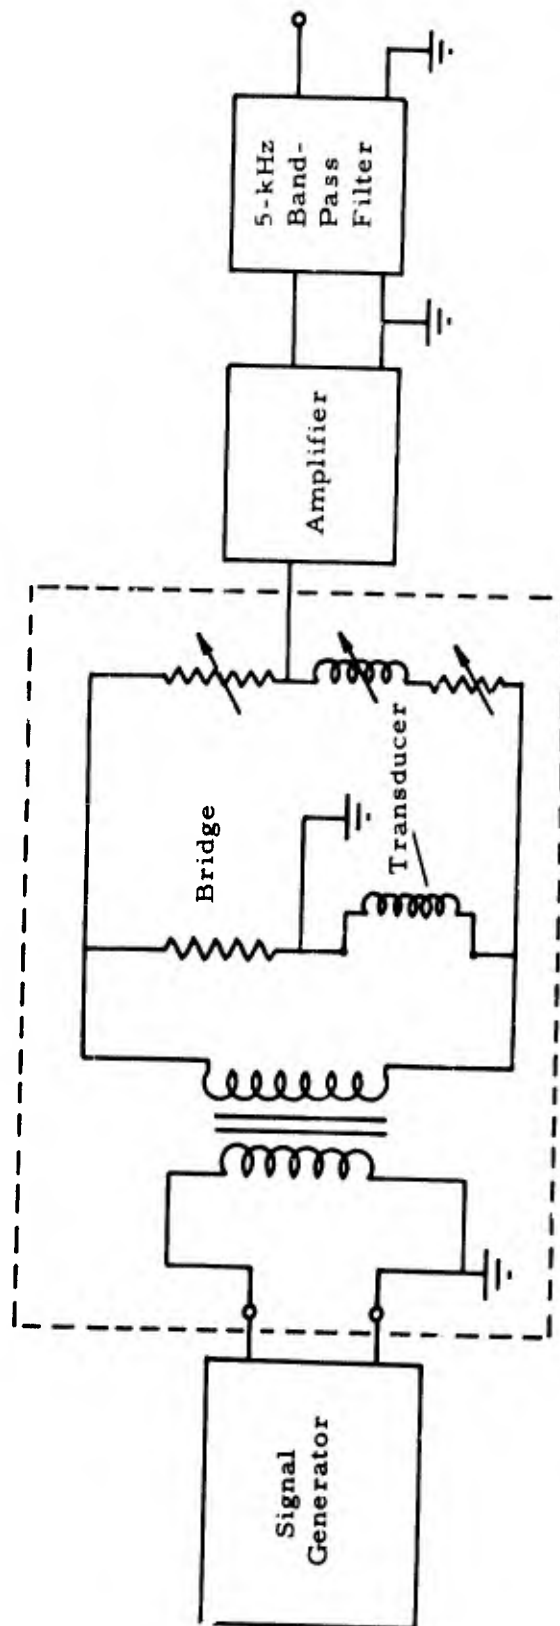 Signal
Generator
Bridge
Transducer
Amplifier
5-kHz
Band-
Pass
Filter